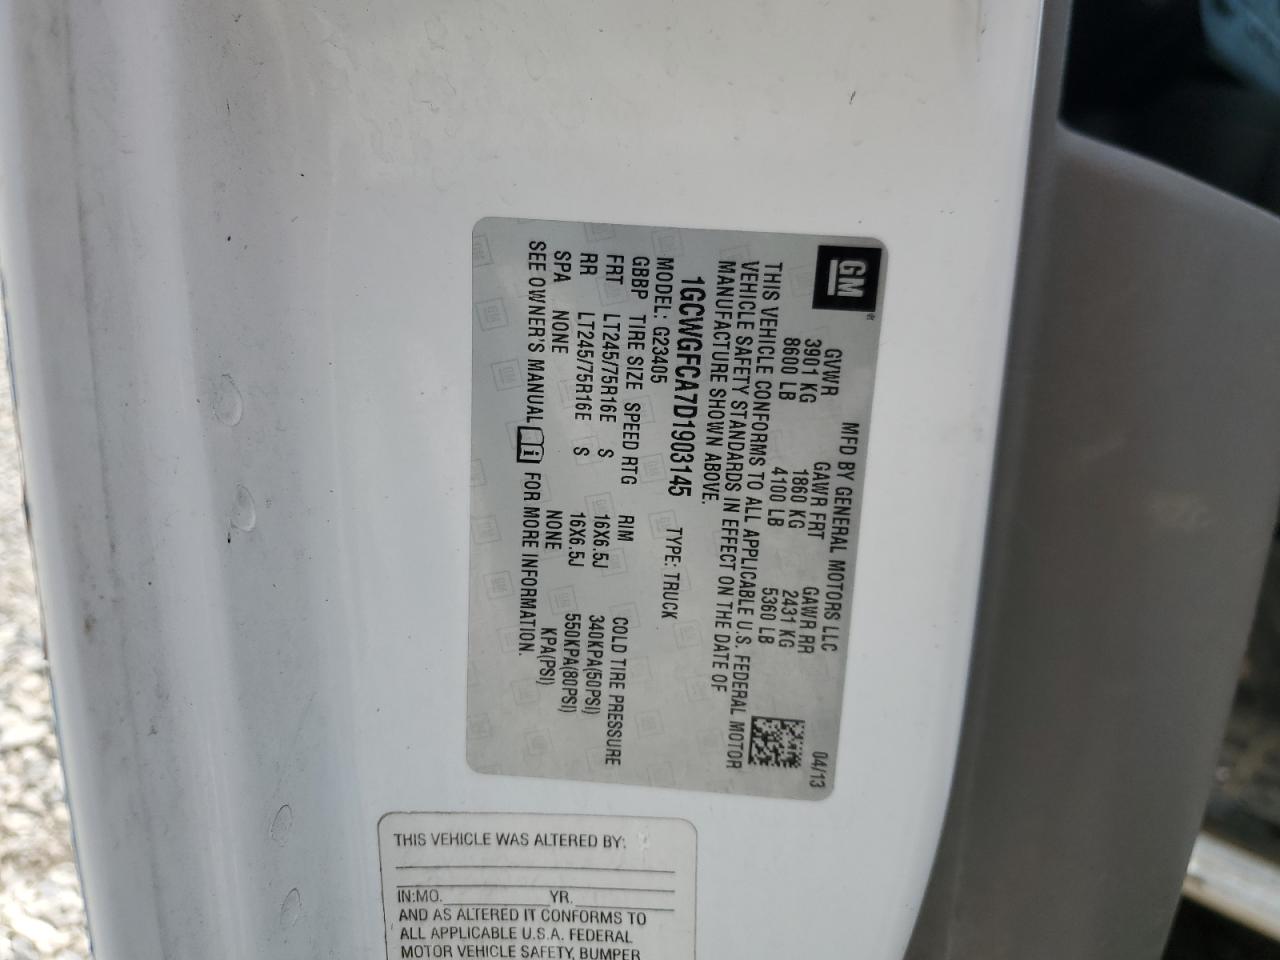 GM
MFD BY GENERAL MOTORS LLC 04/13
GVWR GAWR FRT GAWR RR
3901 KG 1860 KG 2431 KG
8600 LB 4100 LB 5360 LB
THIS VEHICLE CONFORMS TO ALL APPLICABLE U.S. FEDERAL MOTOR
VEHICLE SAFETY STANDARDS IN EFFECT ON THE DATE OF
MANUFACTURE SHOWN ABOVE.
1GCWGFCA7D1903145 TYPE: TRUCK
MODEL: G23405
GBBP TIRE SIZE SPEED RTG RIM COLD TIRE PRESSURE
FRT LT245/75R16E S 16X6.5J 340KPA(50PSI)
RR LT245/75R16E S 16X6.5J 550KPA(80PSI)
SPA NONE NONE KPA(PSI)
SEE OWNER'S MANUAL i FOR MORE INFORMATION.
THIS VEHICLE WAS ALTERED BY:
IN:MO. YR.
AND AS ALTERED IT CONFORMS TO
ALL APPLICABLE U.S.A. FEDERAL
MOTOR VEHICLE SAFETY, BUMPER